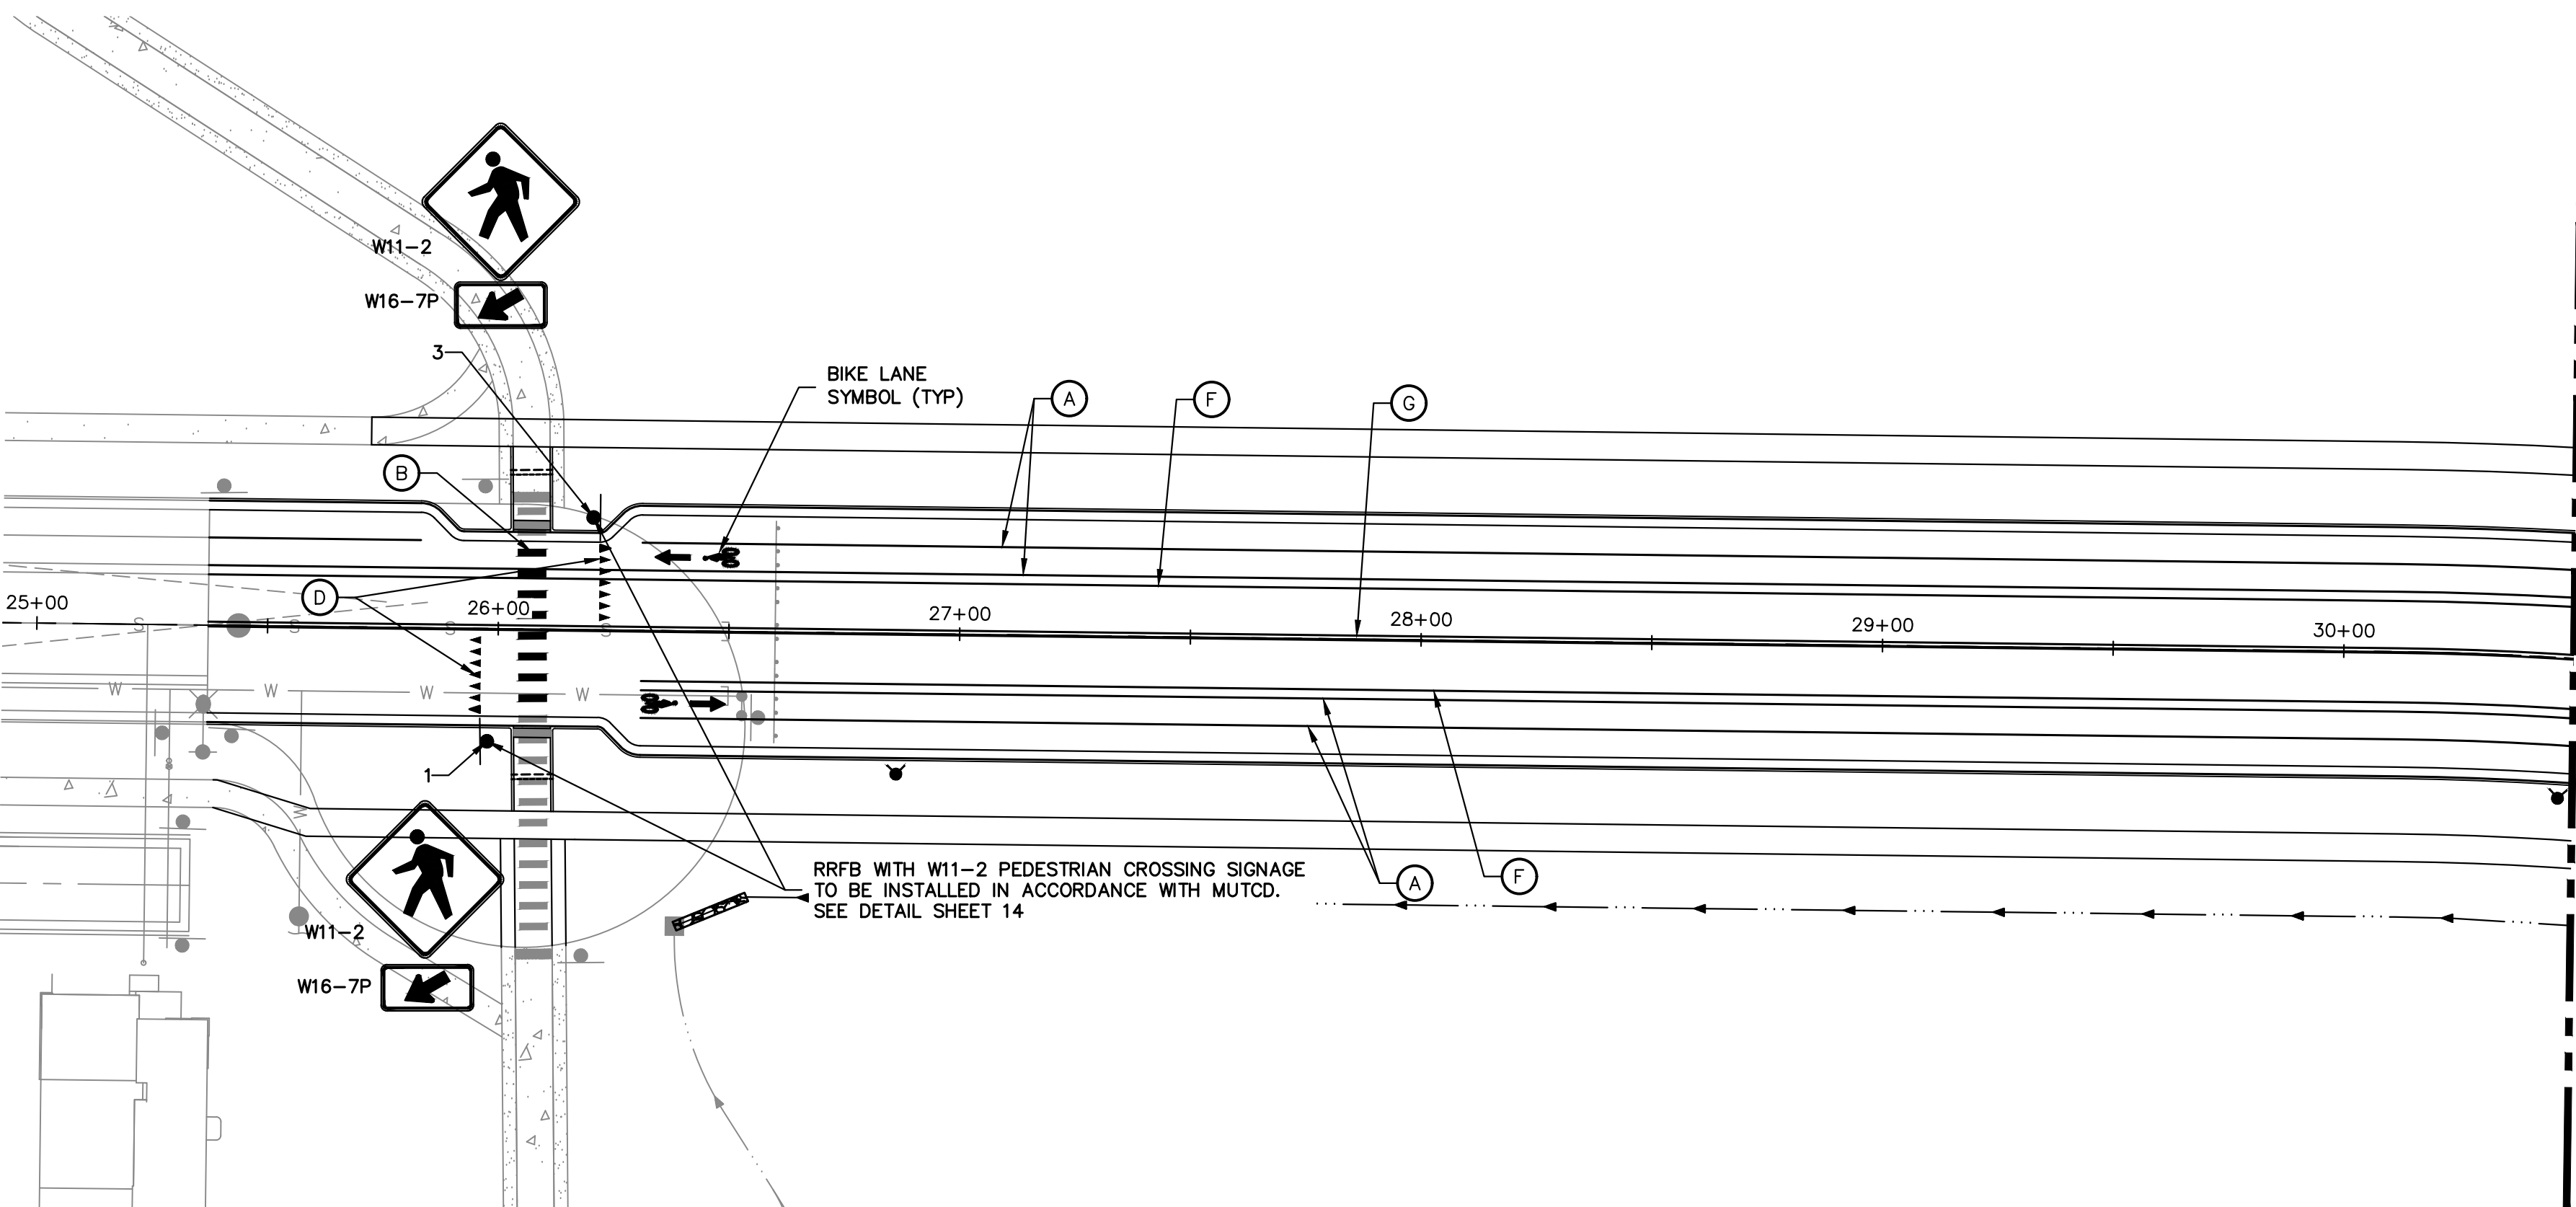 W11-2
W16-7P
3
BIKE LANE
SYMBOL (TYP)
A
F
G
B
D
25+00
26+00
27+00
28+00
29+00
30+00
S
S
S
S
W
W
W
W
1
W
W11-2
W16-7P
RRFB WITH W11-2 PEDESTRIAN CROSSING SIGNAGE
TO BE INSTALLED IN ACCORDANCE WITH MUTCD.
SEE DETAIL SHEET 14
A
F